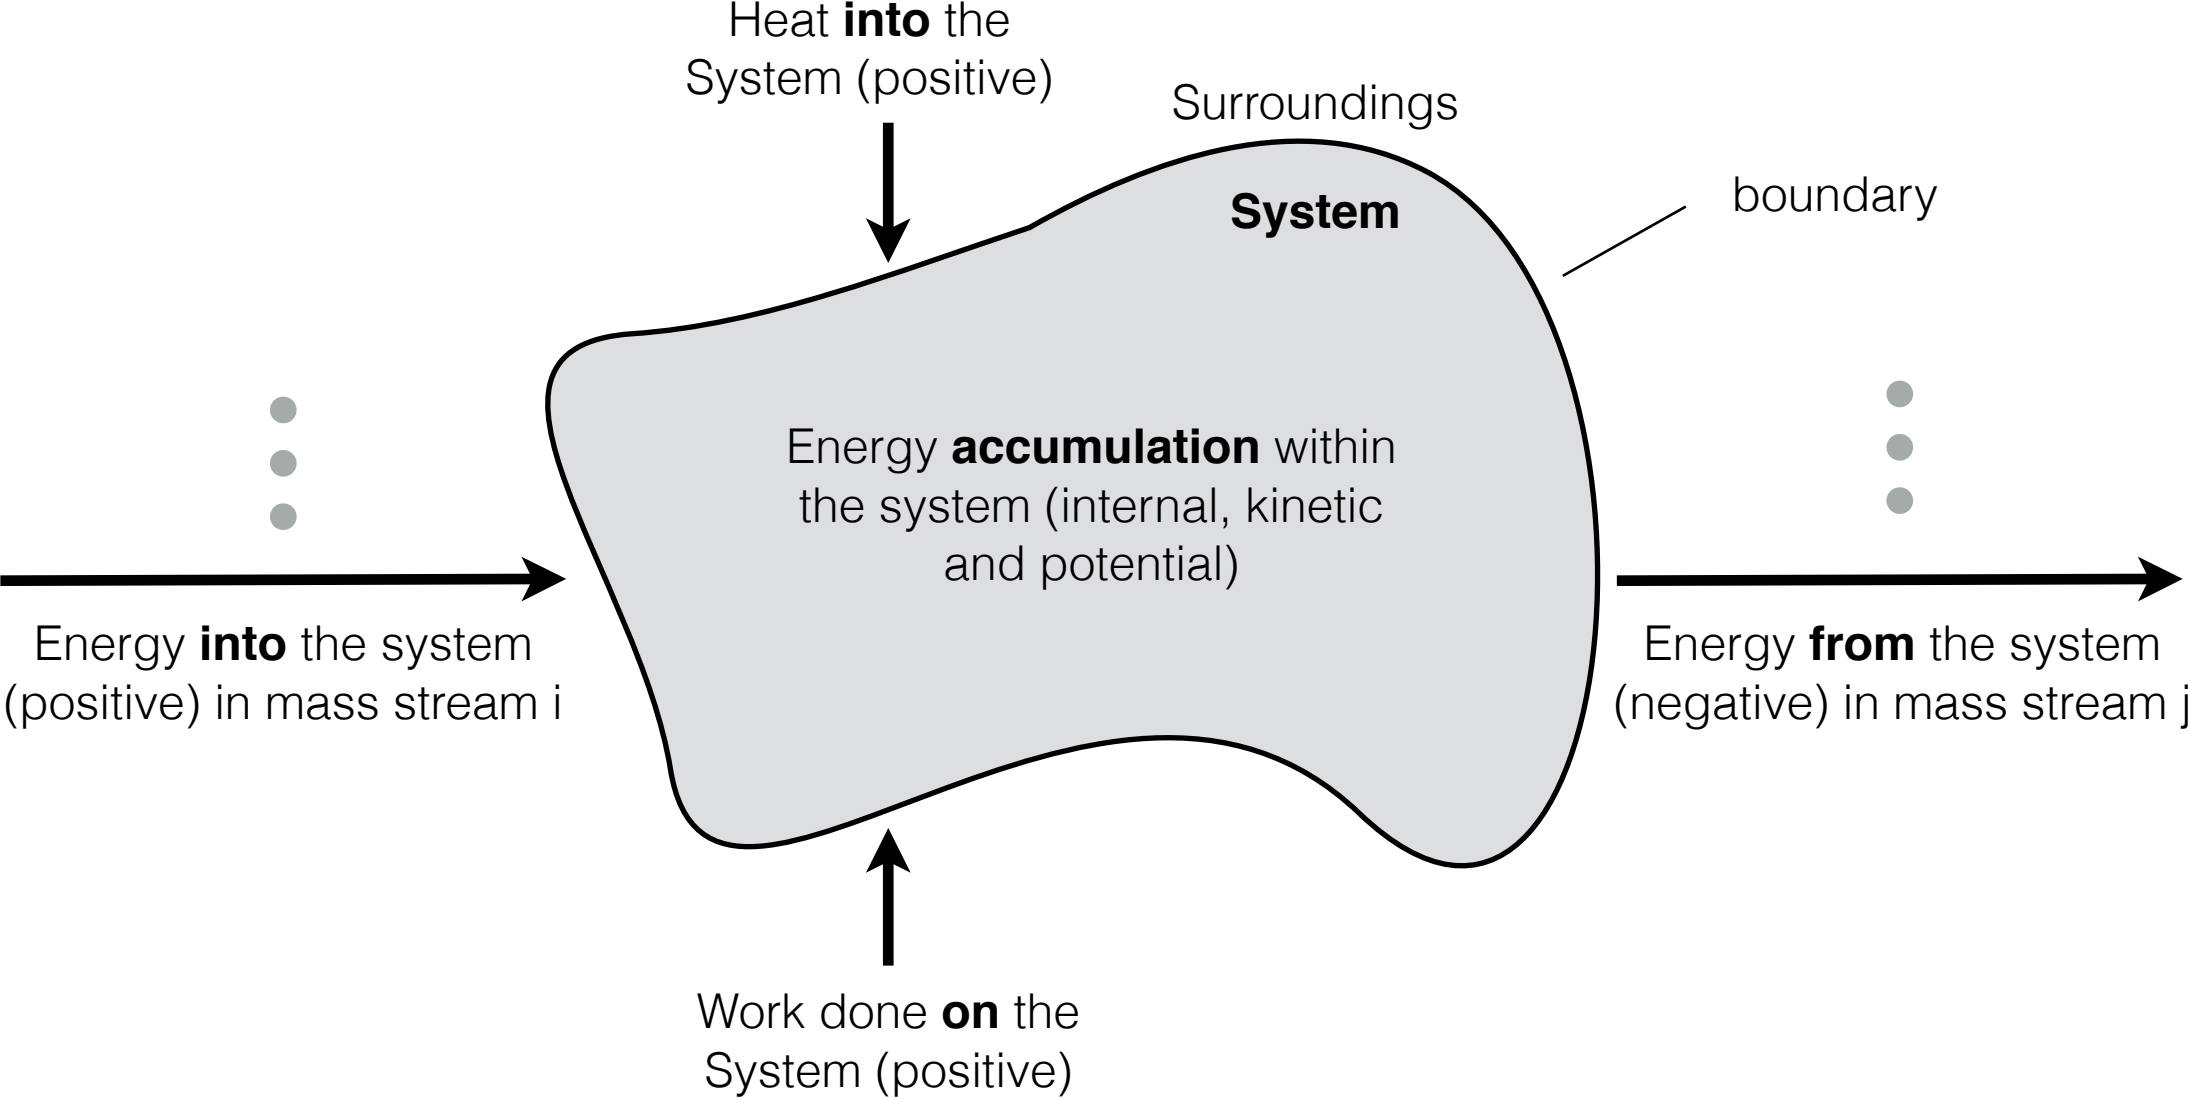 Heat into the
System (positive)
Surroundings
System
boundary
Energy accumulation within
the system (internal, kinetic
and potential)
Energy into the system
(positive) in mass stream i
Energy from the system
(negative) in mass stream j
Work done on the
System (positive)